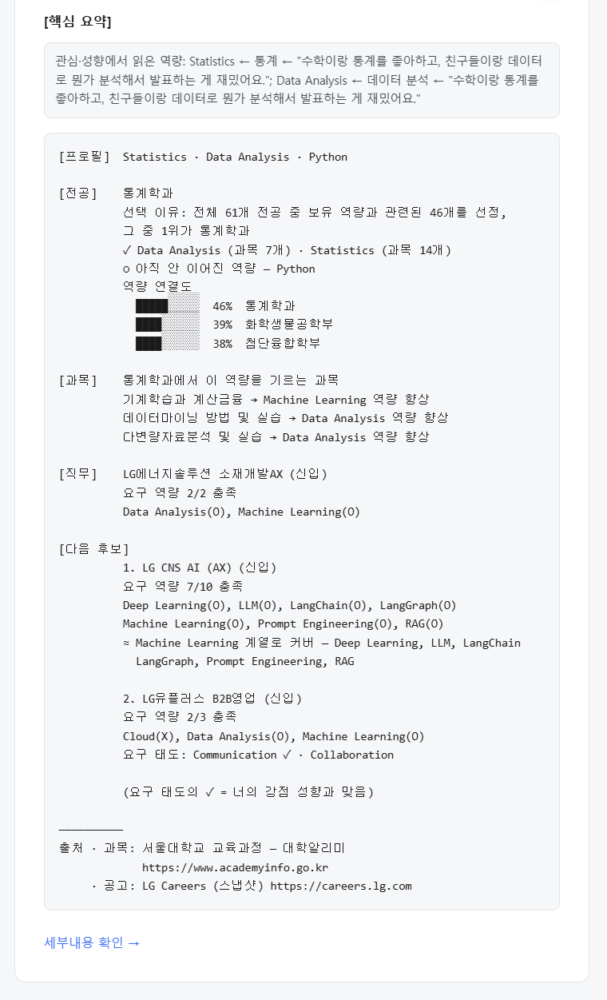 [핵심 요약]
관심·성향에서 읽은 역량: Statistics ← 통계 ← "수학이랑 통계를 좋아하고, 친구들이랑 데이터
로 뭔가 분석해서 발표하는 게 재밌어요."; Data Analysis ← 데이터 분석 ← "수학이랑 통계를
좋아하고, 친구들이랑 데이터로 뭔가 분석해서 발표하는 게 재밌어요."
[프로필] Statistics · Data Analysis · Python
[전공] 통계학과
선택 이유: 전체 61개 전공 중 보유 역량과 관련된 46개를 선정,
그 중 1위가 통계학과
✓ Data Analysis (과목 7개) · Statistics (과목 14개)
○ 아직 안 이어진 역량 — Python
역량 연결도
█████░░░░░ 46% 통계학과
████░░░░░░ 39% 화학생물공학부
████░░░░░░ 38% 첨단융합학부
[과목] 통계학과에서 이 역량을 기르는 과목
기계학습과 계산금융 → Machine Learning 역량 향상
데이터마이닝 방법 및 실습 → Data Analysis 역량 향상
다변량자료분석 및 실습 → Data Analysis 역량 향상
[직무] LG에너지솔루션 소재개발AX (신입)
요구 역량 2/2 충족
Data Analysis(O), Machine Learning(O)
[다음 후보]
1. LG CNS AI (AX) (신입)
요구 역량 7/10 충족
Deep Learning(O), LLM(O), LangChain(O), LangGraph(O)
Machine Learning(O), Prompt Engineering(O), RAG(O)
≈ Machine Learning 계열로 커버 — Deep Learning, LLM, LangChain
LangGraph, Prompt Engineering, RAG
2. LG유플러스 B2B영업 (신입)
요구 역량 2/3 충족
Cloud(X), Data Analysis(O), Machine Learning(O)
요구 태도: Communication ✓ · Collaboration
(요구 태도의 ✓ = 너의 강점 성향과 맞음)
──────────
출처 · 과목: 서울대학교 교육과정 — 대학알리미
https://www.academyinfo.go.kr
· 공고: LG Careers (스냅샷) https://careers.lg.com
세부내용 확인 →